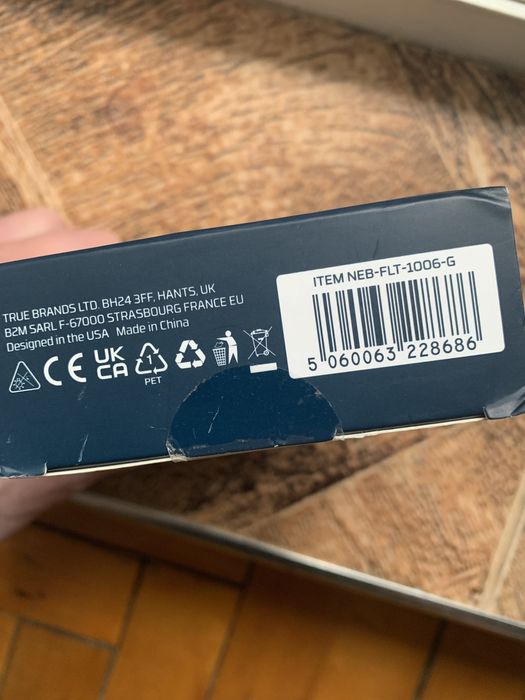 TRUE BRANDS LTD. BH24 3FF, HANTS, UK
B2M SARL F-67000 STRASBOURG FRANCE EU
Designed in the USA Made in China
CE UK CA 1 PET
ITEM NEB-FLT-1006-G
5 060063 228686